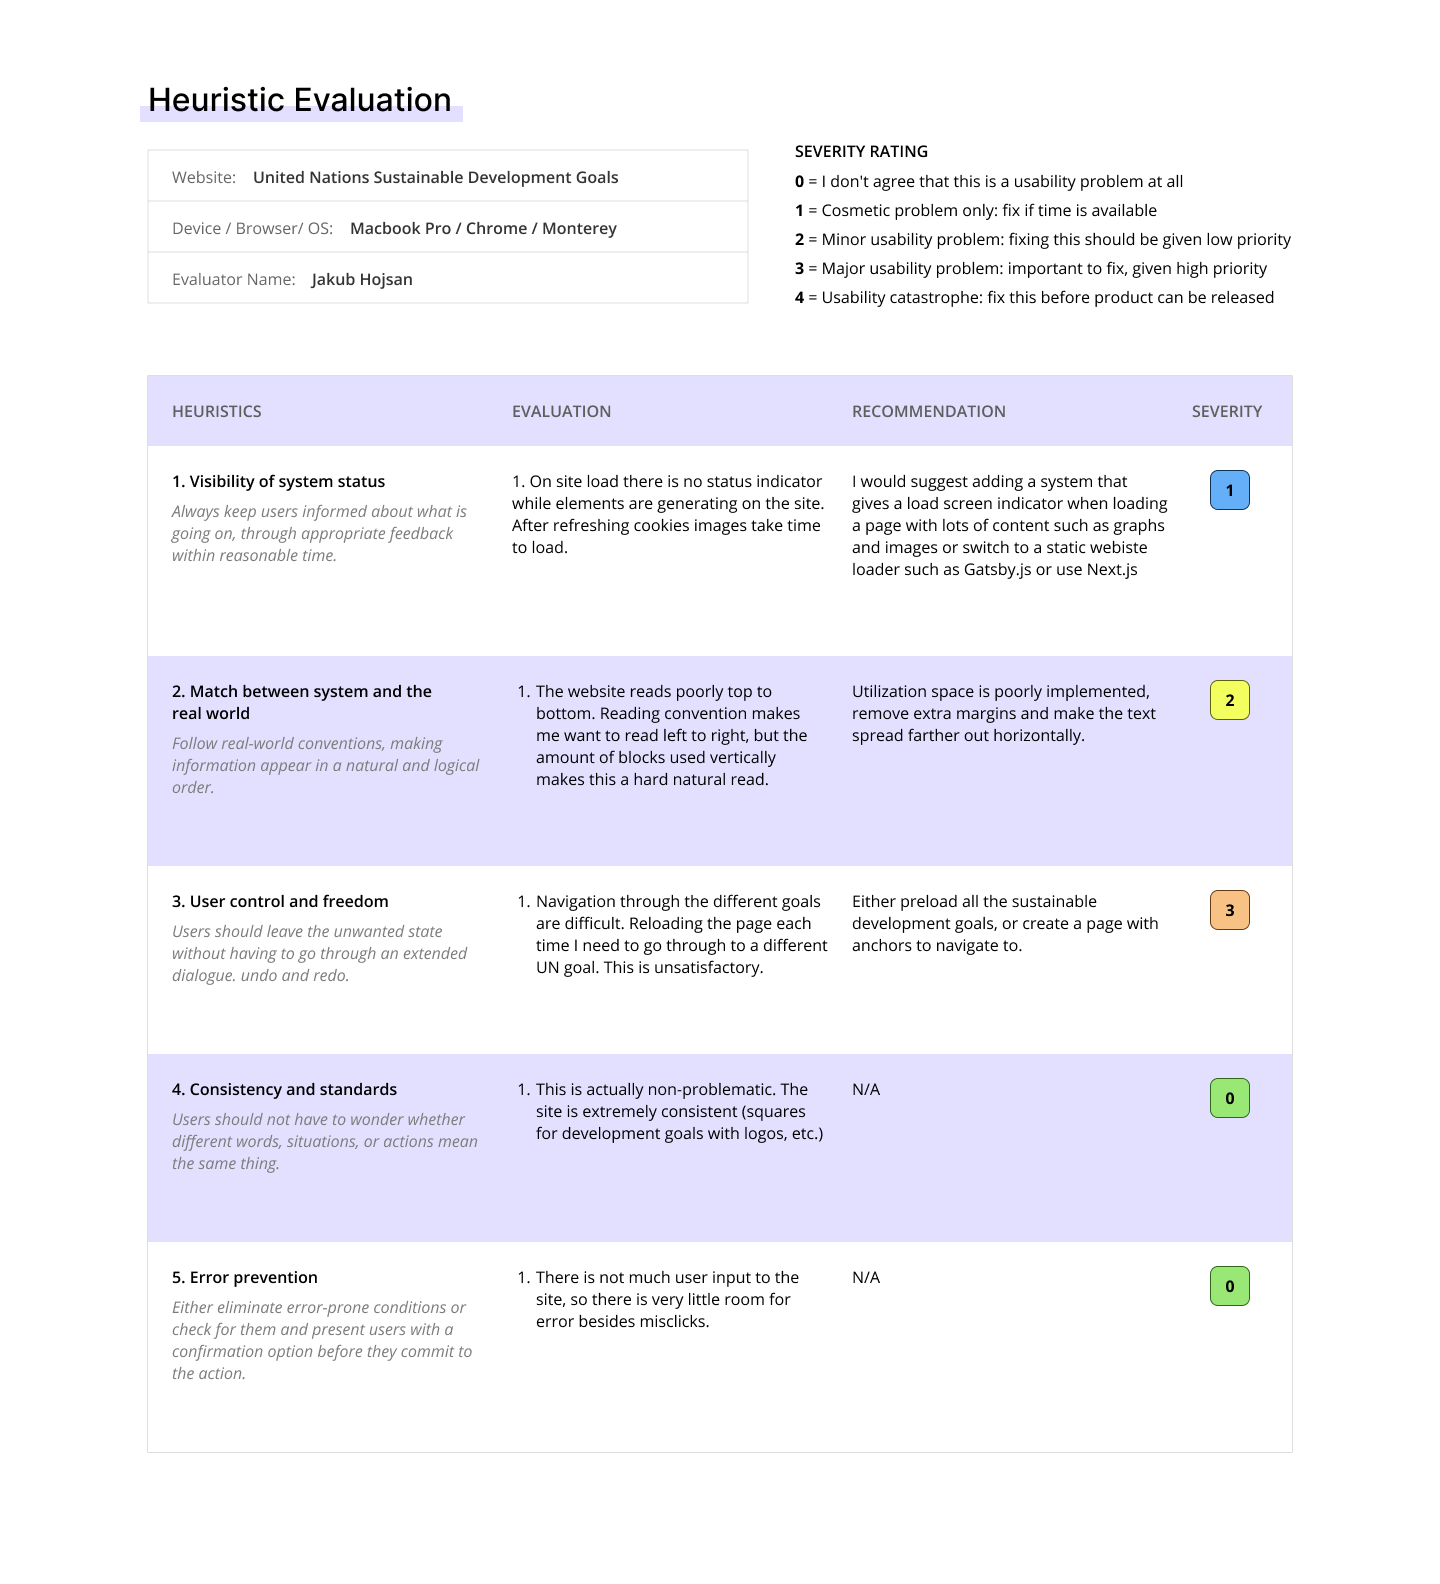 Heuristic Evaluation
Website: United Nations Sustainable Development Goals
Device / Browser/ OS: Macbook Pro / Chrome / Monterey
Evaluator Name: Jakub Hojsan
SEVERITY RATING
0 = I don't agree that this is a usability problem at all
1 = Cosmetic problem only: fix if time is available
2 = Minor usability problem: fixing this should be given low priority
3 = Major usability problem: important to fix, given high priority
4 = Usability catastrophe: fix this before product can be released
HEURISTICS
EVALUATION
RECOMMENDATION
SEVERITY
1. Visibility of system status
Always keep users informed about what is
going on, through appropriate feedback
within reasonable time.
1. On site load there is no status indicator
while elements are generating on the site.
After refreshing cookies images take time
to load.
I would suggest adding a system that
gives a load screen indicator when loading
a page with lots of content such as graphs
and images or switch to a static webiste
loader such as Gatsby.js or use Next.js
1
2. Match between system and the
real world
Follow real-world conventions, making
information appear in a natural and logical
order.
1. The website reads poorly top to
bottom. Reading convention makes
me want to read left to right, but the
amount of blocks used vertically
makes this a hard natural read.
Utilization space is poorly implemented,
remove extra margins and make the text
spread farther out horizontally.
2
3. User control and freedom
Users should leave the unwanted state
without having to go through an extended
dialogue. undo and redo.
1. Navigation through the different goals
are difficult. Reloading the page each
time I need to go through to a different
UN goal. This is unsatisfactory.
Either preload all the sustainable
development goals, or create a page with
anchors to navigate to.
3
4. Consistency and standards
Users should not have to wonder whether
different words, situations, or actions mean
the same thing.
1. This is actually non-problematic. The
site is extremely consistent (squares
for development goals with logos, etc.)
N/A
0
5. Error prevention
Either eliminate error-prone conditions or
check for them and present users with a
confirmation option before they commit to
the action.
1. There is not much user input to the
site, so there is very little room for
error besides misclicks.
N/A
0